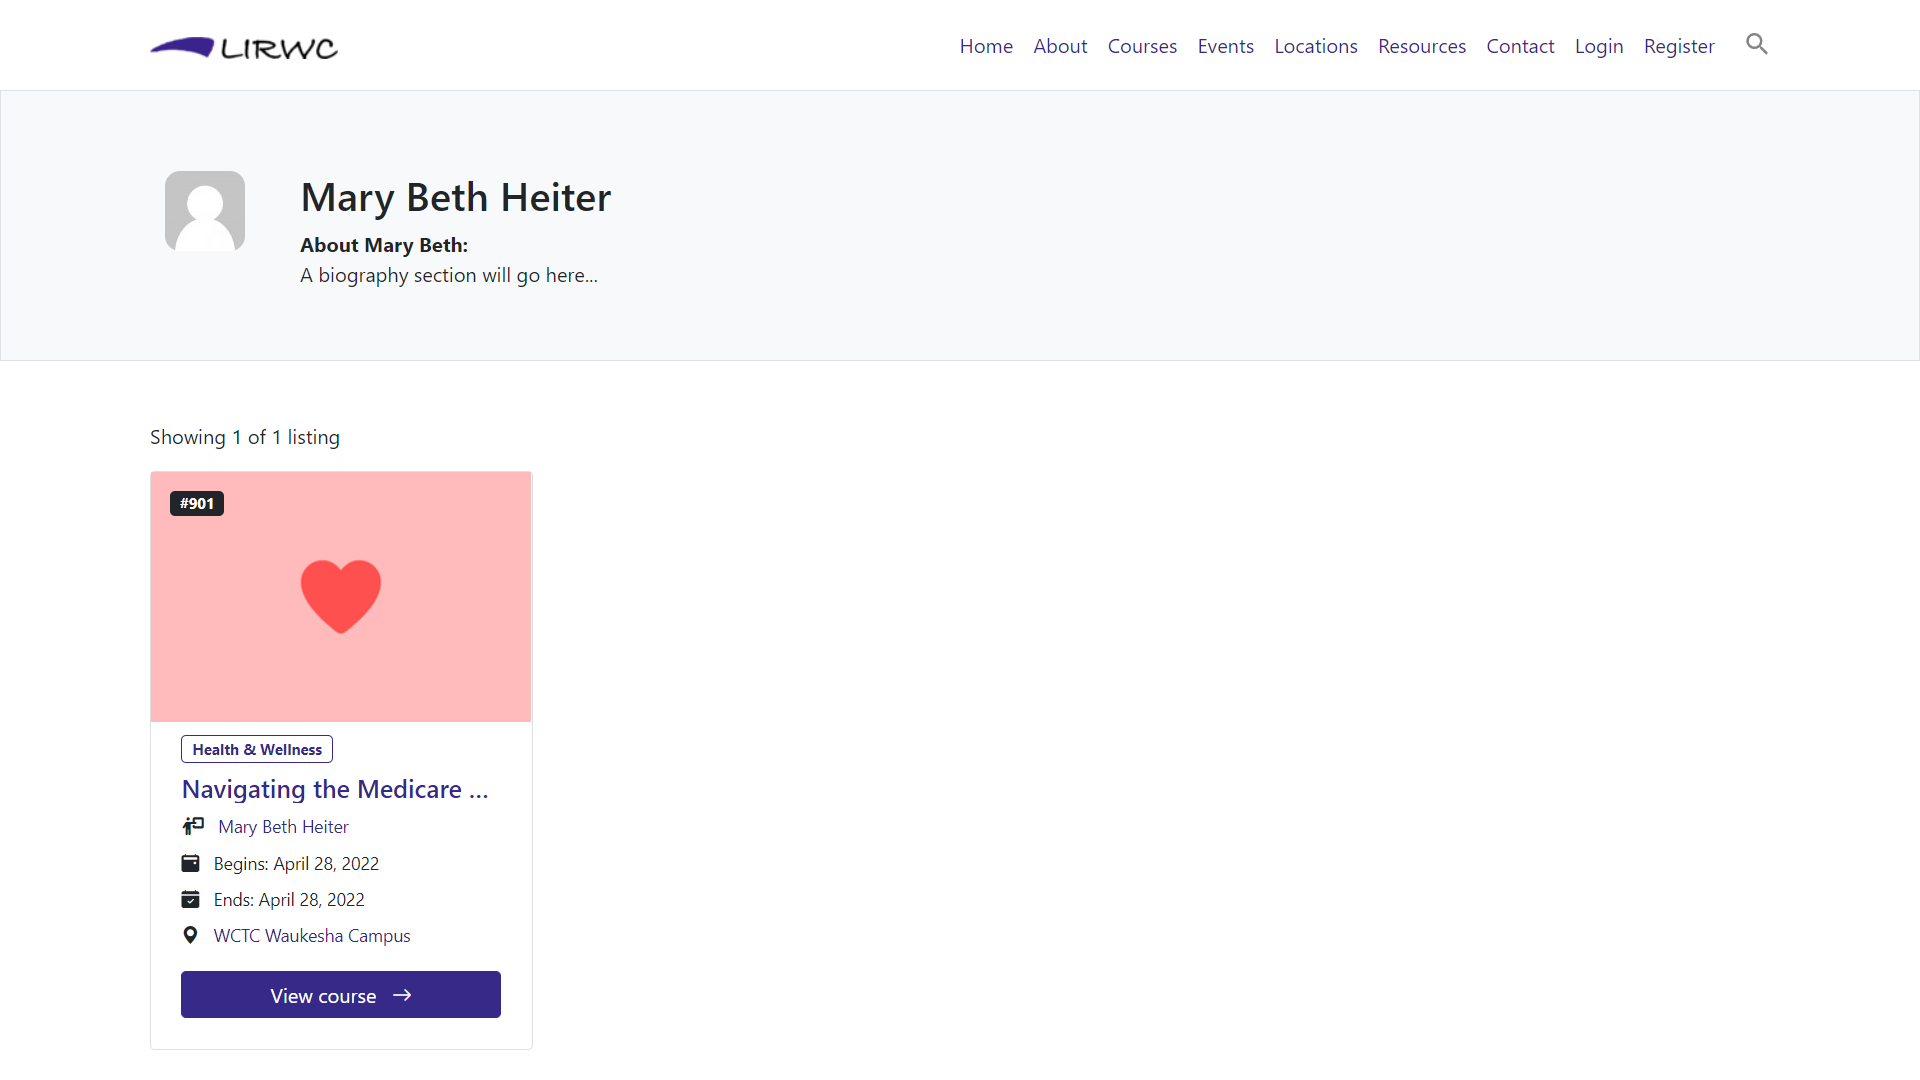 LIRWC
Home About Courses Events Locations Resources Contact Login Register
Mary Beth Heiter
About Mary Beth:
A biography section will go here...
Showing 1 of 1 listing
#901
Health & Wellness
Navigating the Medicare ...
Mary Beth Heiter
Begins: April 28, 2022
Ends: April 28, 2022
WCTC Waukesha Campus
View course